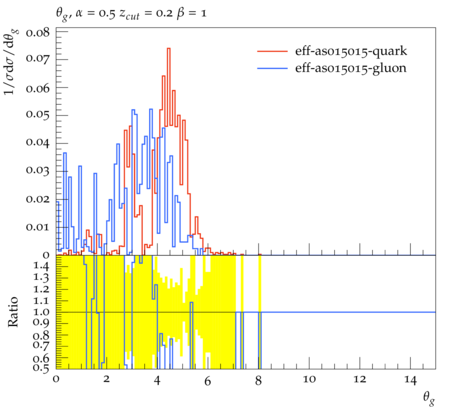 θg, α = 0.5 zcut = 0.2 β = 1
1/σdσ/dθg
0.08
0.07
0.06
0.05
0.04
0.03
0.02
0.01
0
eff-as015015-quark
eff-as015015-gluon
Ratio
1.4
1.3
1.2
1.1
1.0
0.9
0.8
0.7
0.6
0.5
0 2 4 6 8 10 12 14
θg